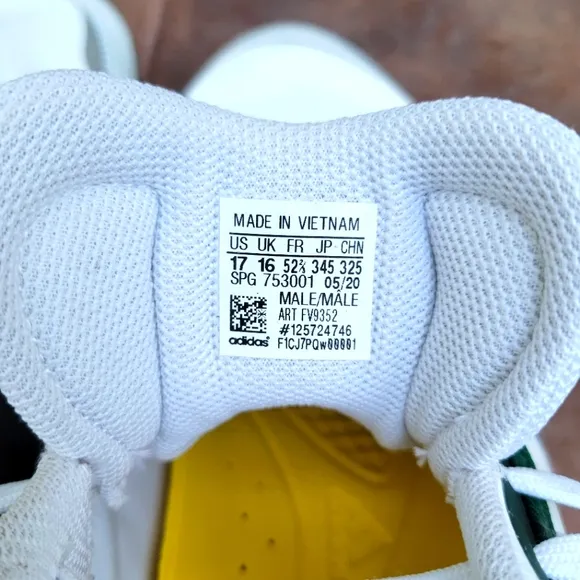 MADE IN VIETNAM
US UK FR JP CHN
17 16 52⅔ 345 325
SPG 753001 05/20
MALE/MÂLE
ART FV9352
#125724746
adidas® F1CJ7PQw00001